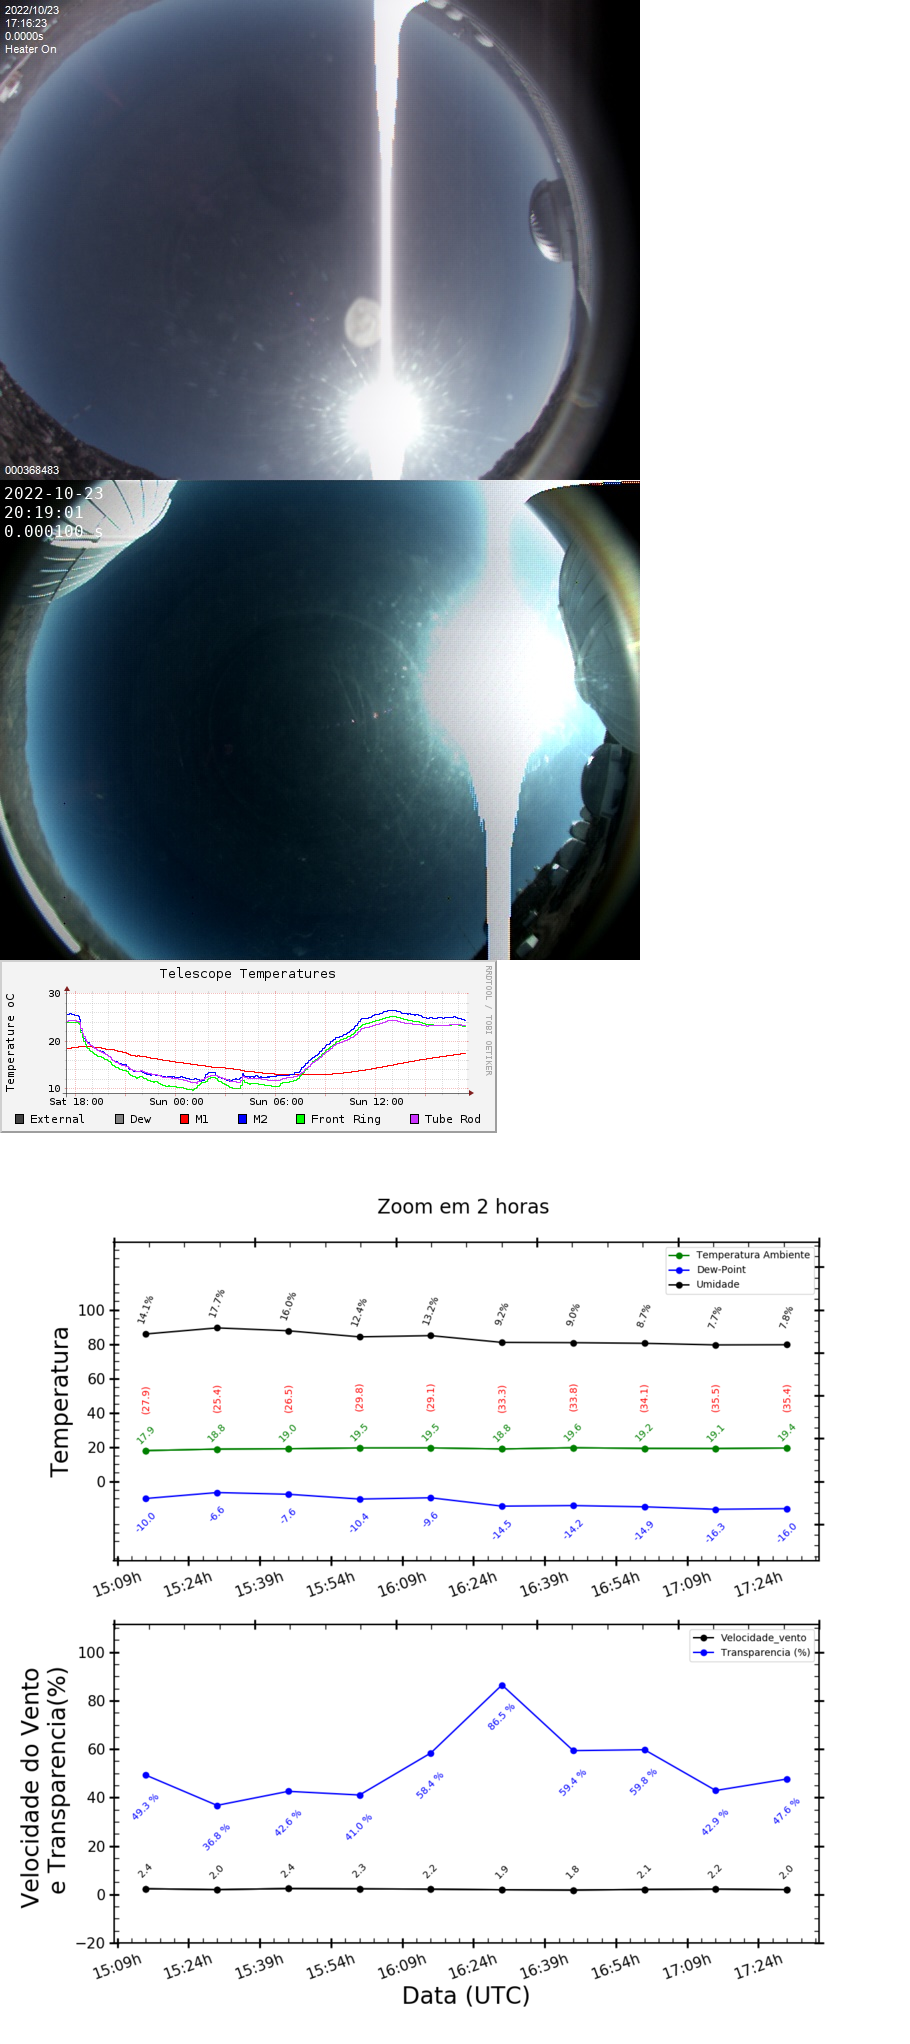 2022/10/23
17:16:23
0.0000s
Heater On
000368483
2022-10-23
20:19:01
0.000100 s
Telescope Temperatures
RRDTOOL / TOBI OETIKER
Temperature oC
30
20
10
Sat 18:00 Sun 00:00 Sun 06:00 Sun 12:00
External Dew M1 M2 Front Ring Tube Rod
Zoom em 2 horas
Temperatura Ambiente
Dew-Point
Umidade
Temperatura
100
80
60
40
20
0
14.1% 17.7% 16.0% 12.4% 13.2% 9.2% 9.0% 8.7% 7.7% 7.8%
(27.9) (25.4) (26.5) (29.8) (29.1) (33.3) (33.8) (34.1) (35.5) (35.4)
17.9 18.8 19.0 19.5 19.5 18.8 19.6 19.2 19.1 19.4
-10.0 -6.6 -7.6 -10.4 -9.6 -14.5 -14.2 -14.9 -16.3 -16.0
15:09h 15:24h 15:39h 15:54h 16:09h 16:24h 16:39h 16:54h 17:09h 17:24h
Velocidade_vento
Transparencia (%)
Velocidade do Vento
e Transparencia(%)
100
80
60
40
20
0
−20
49.3 % 36.8 % 42.6 % 41.0 % 58.4 % 86.5 % 59.4 % 59.8 % 42.9 % 47.6 %
2.4 2.0 2.4 2.3 2.2 1.9 1.8 2.1 2.2 2.0
15:09h 15:24h 15:39h 15:54h 16:09h 16:24h 16:39h 16:54h 17:09h 17:24h
Data (UTC)